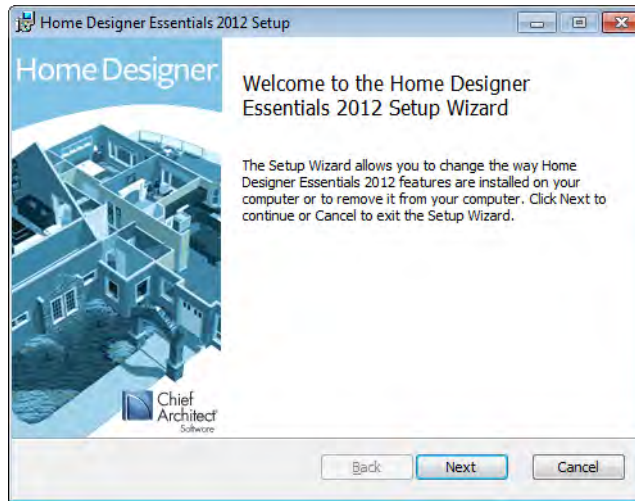 Home Designer Essentials 2012 Setup
Home Designer
Welcome to the Home Designer
Essentials 2012 Setup Wizard
The Setup Wizard allows you to change the way Home
Designer Essentials 2012 features are installed on your
computer or to remove it from your computer. Click Next to
continue or Cancel to exit the Setup Wizard.
Chief
Architect
Software
Back
Next
Cancel